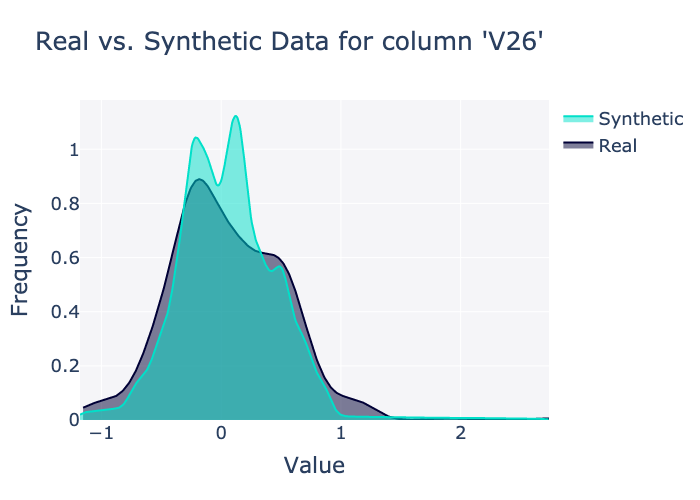 Real vs. Synthetic Data for column 'V26'
Synthetic
Real
Frequency
1
0.8
0.6
0.4
0.2
0
−1
0
1
2
Value